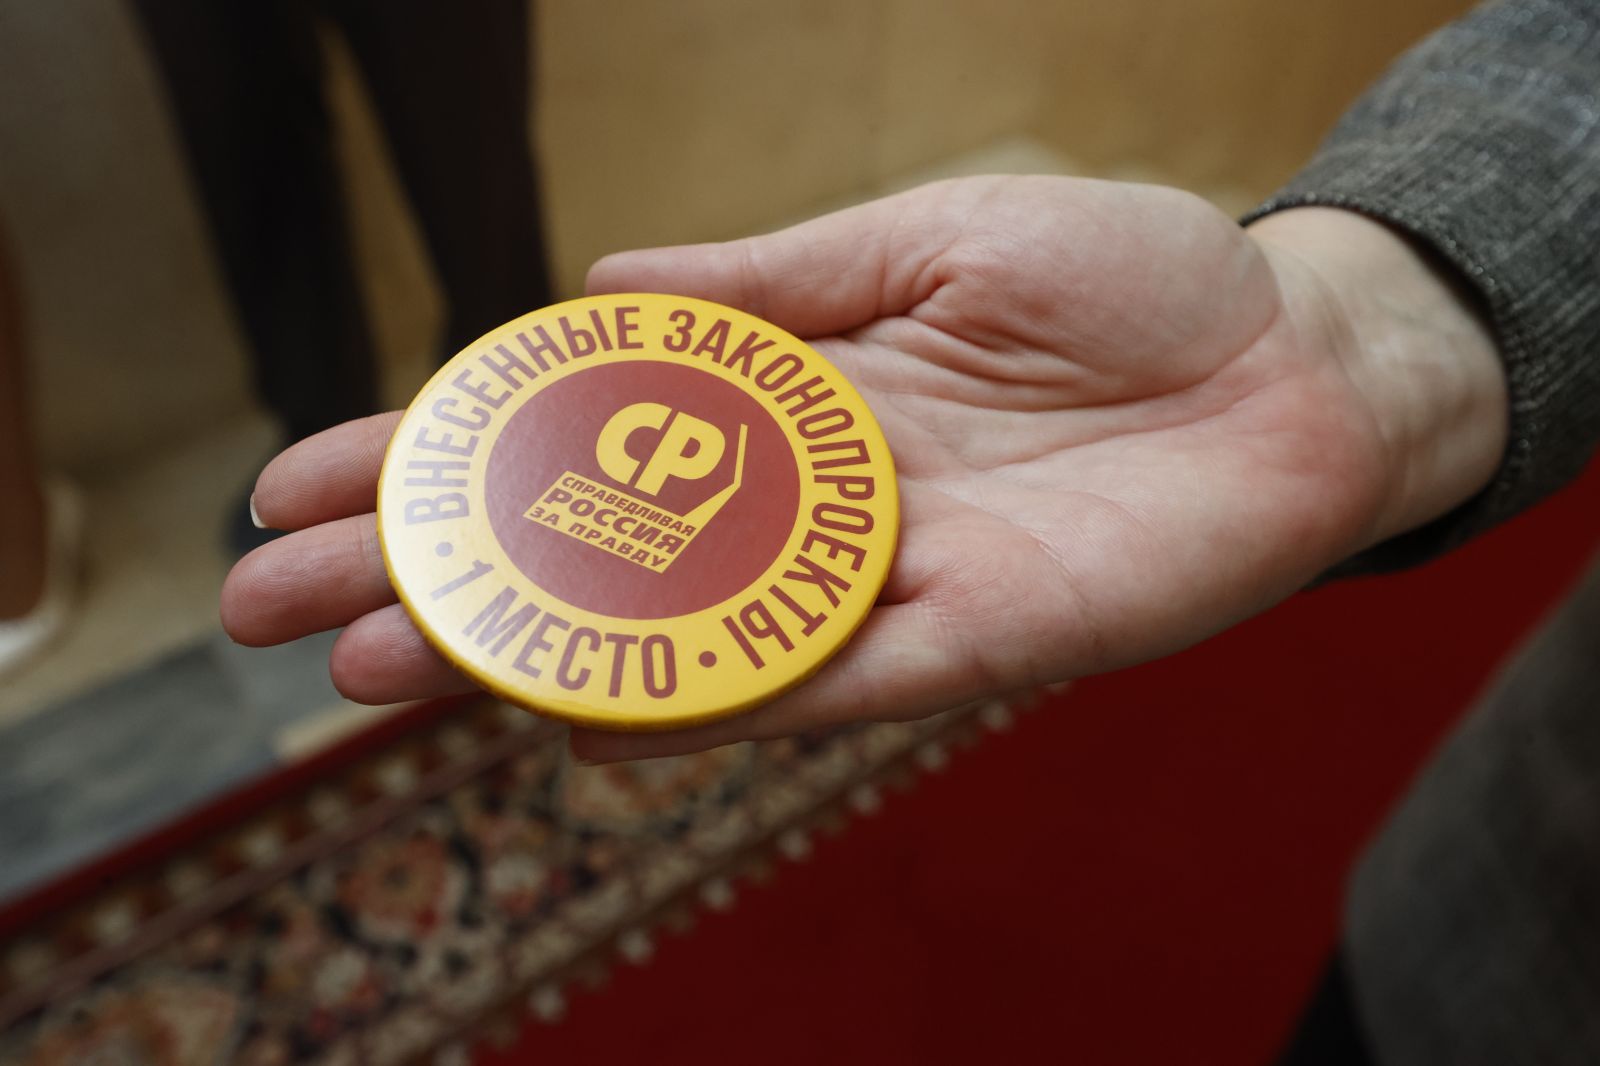 ВНЕСЕННЫЕ ЗАКОНОПРОЕКТЫ
СР
СПРАВЕДЛИВАЯ
РОССИЯ
ЗА ПРАВДУ
• 1 МЕСТО •